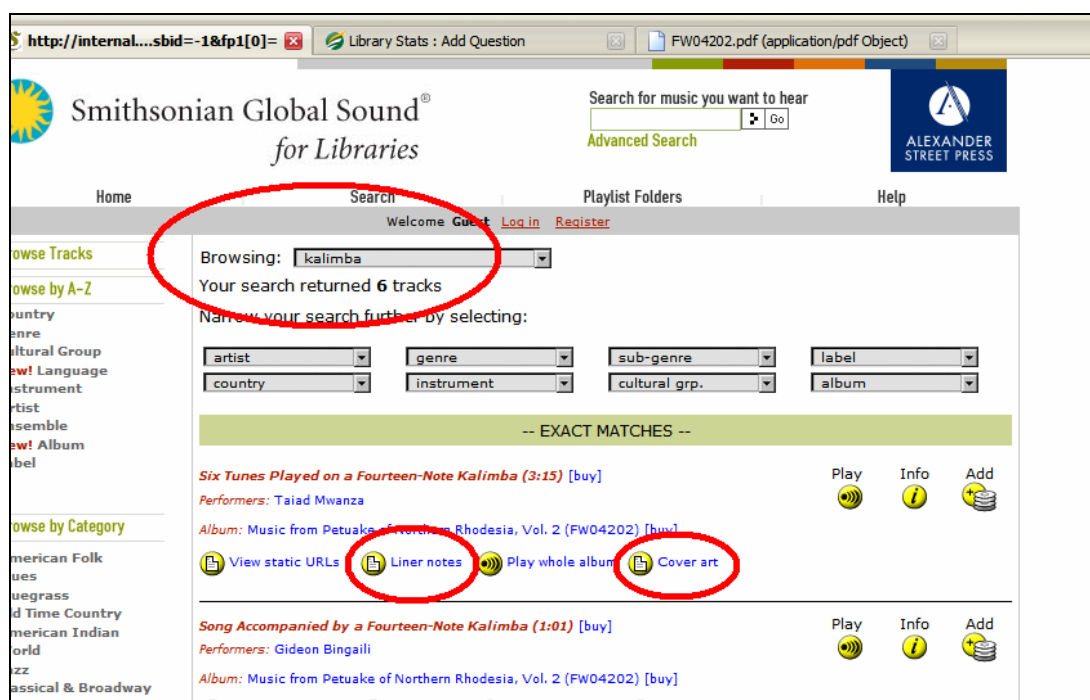 http://internal....sbid=-1&fp1[0]=
Library Stats : Add Question
FW04202.pdf (application/pdf Object)
Smithsonian Global Sound®
for Libraries
Search for music you want to hear
Go
Advanced Search
ALEXANDER
STREET PRESS
Home
Search
Playlist Folders
Help
Welcome Guest Log in Register
rowse Tracks
rowse by A-Z
ountry
enre
ultural Group
ew! Language
nstrument
rtist
nsemble
ew! Album
abel
rowse by Category
merican Folk
ues
uegrass
ld Time Country
merican Indian
orld
azz
assical & Broadway
Browsing: kalimba
Your search returned 6 tracks
Narrow your search further by selecting:
artist genre sub-genre label
country instrument cultural grp. album
-- EXACT MATCHES --
Six Tunes Played on a Fourteen-Note Kalimba (3:15) [buy]
Play Info Add
Performers: Taiad Mwanza
Album: Music from Petuake of Northern Rhodesia, Vol. 2 (FW04202) [buy]
View static URLs Liner notes Play whole album Cover art
Song Accompanied by a Fourteen-Note Kalimba (1:01) [buy]
Play Info Add
Performers: Gideon Bingaili
Album: Music from Petuake of Northern Rhodesia, Vol. 2 (FW04202) [buy]